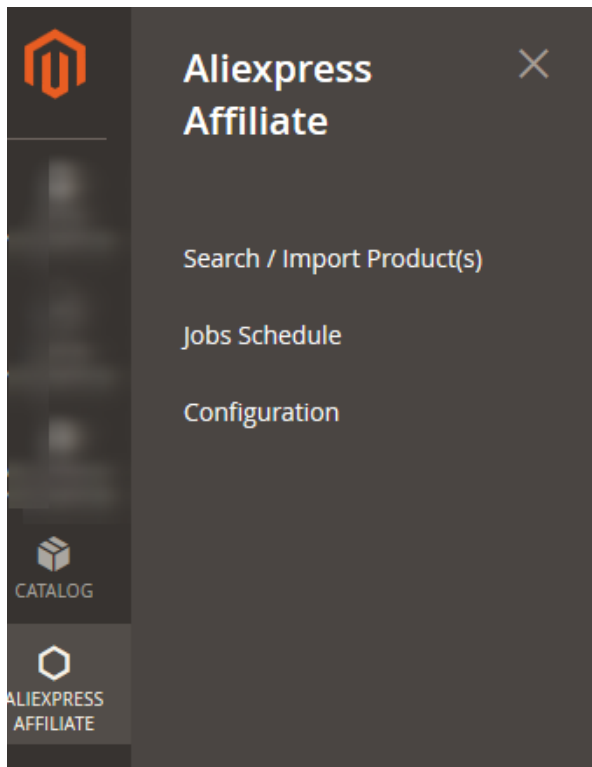 Aliexpress
Affiliate
Search / Import Product(s)
Jobs Schedule
Configuration
CATALOG
ALIEXPRESS
AFFILIATE